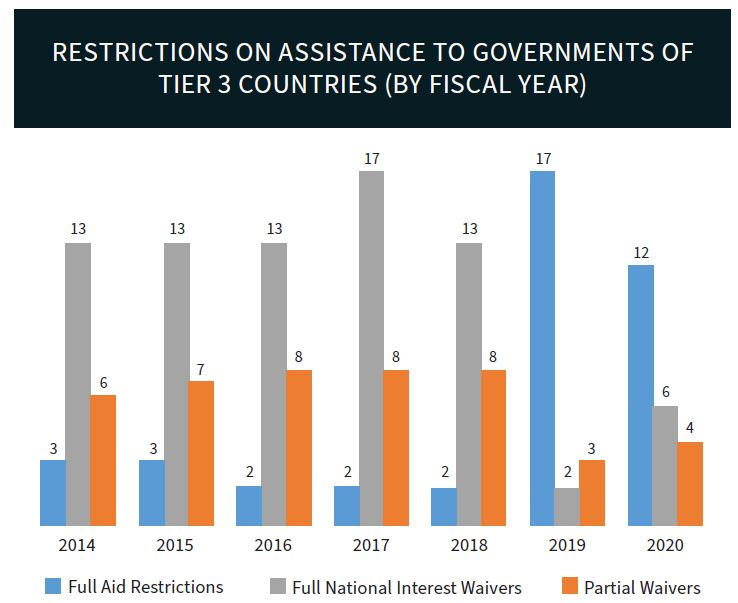 RESTRICTIONS ON ASSISTANCE TO GOVERNMENTS OF
TIER 3 COUNTRIES (BY FISCAL YEAR)
3 13 6
3 13 7
2 13 8
2 17 8
2 13 8
17 2 3
12 6 4
2014 2015 2016 2017 2018 2019 2020
Full Aid Restrictions Full National Interest Waivers Partial Waivers